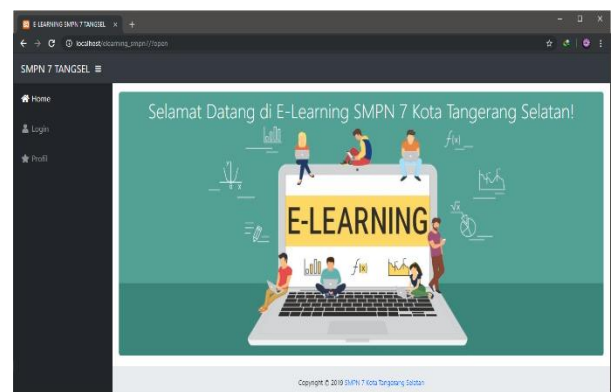 E-LEARNING SMPN 7 TANGSEL
localhost/elearning_smpn7/?open
SMPN 7 TANGSEL
Home
Login
Profil
Selamat Datang di E-Learning SMPN 7 Kota Tangerang Selatan!
f(x)
√x
E-LEARNING
f(x)
Copyright © 2019 SMPN 7 Kota Tangerang Selatan